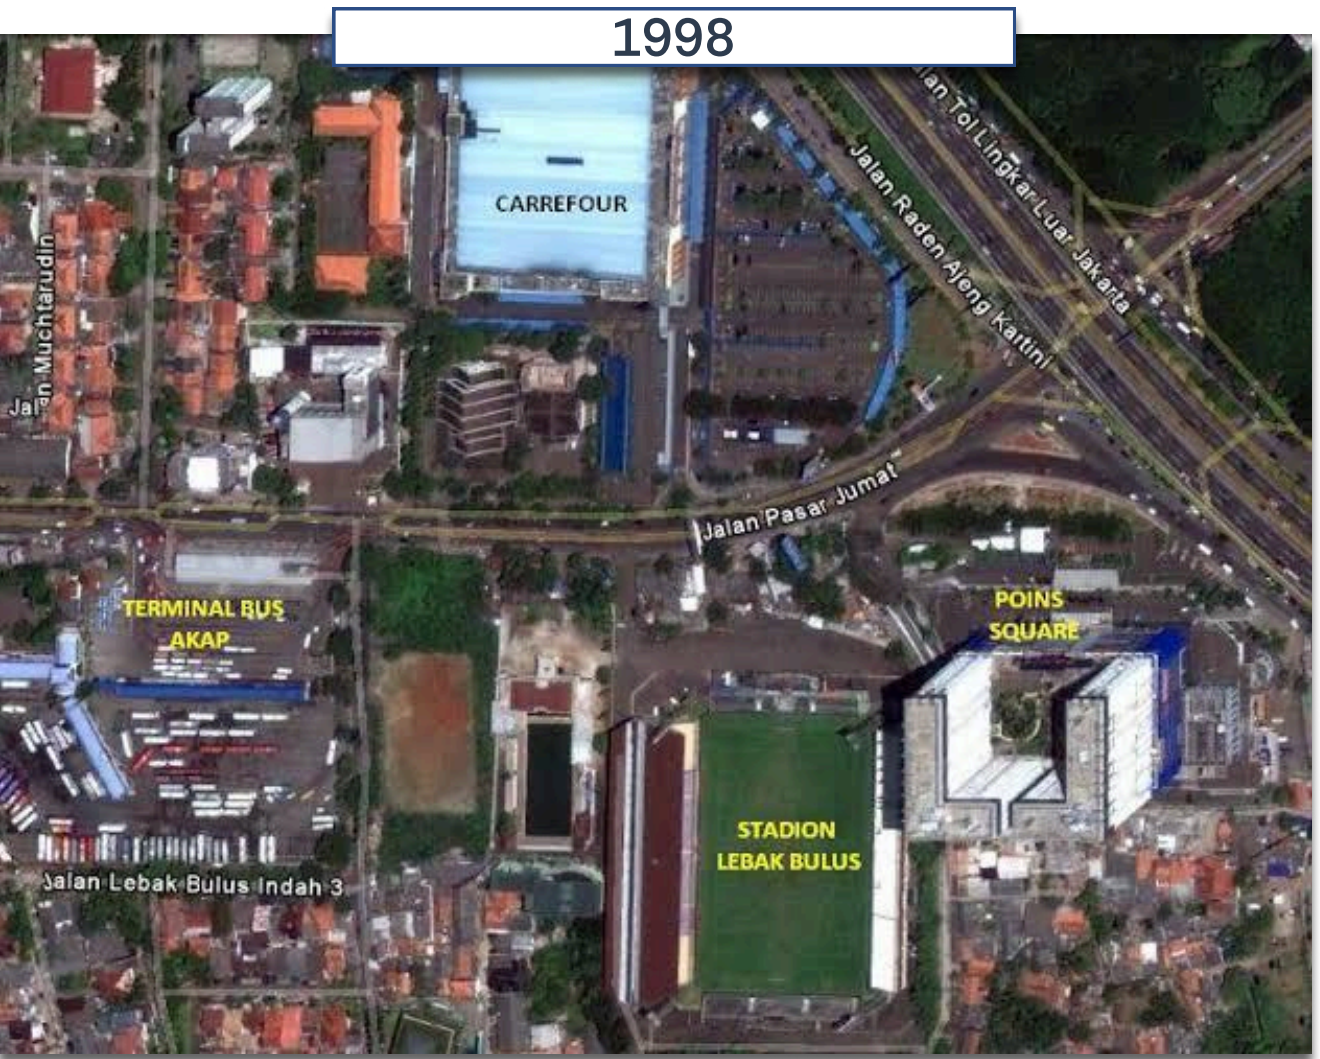 1998
CARREFOUR
Jalan Tol Lingkar Luar Jakarta
Jalan Raden Ajeng Kartini
Jalan Muchtarudin
Jalan Pasar Jumat
TERMINAL BUS
AKAP
POINS
SQUARE
STADION
LEBAK BULUS
Jalan Lebak Bulus Indah 3